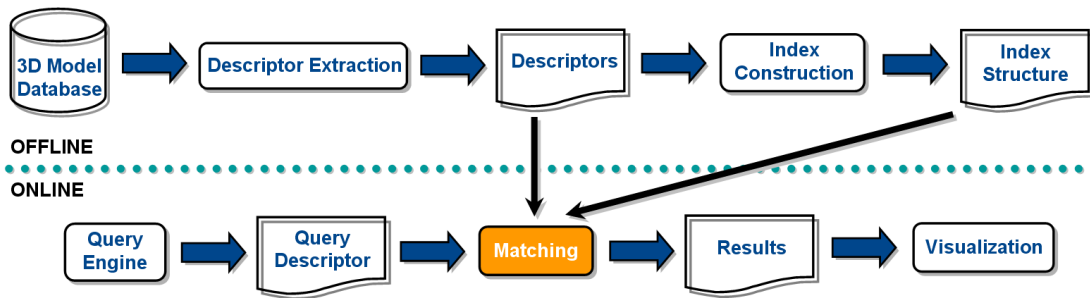 3D Model
Database
Descriptor Extraction
Descriptors
Index
Construction
Index
Structure
OFFLINE
ONLINE
Query
Engine
Query
Descriptor
Matching
Results
Visualization